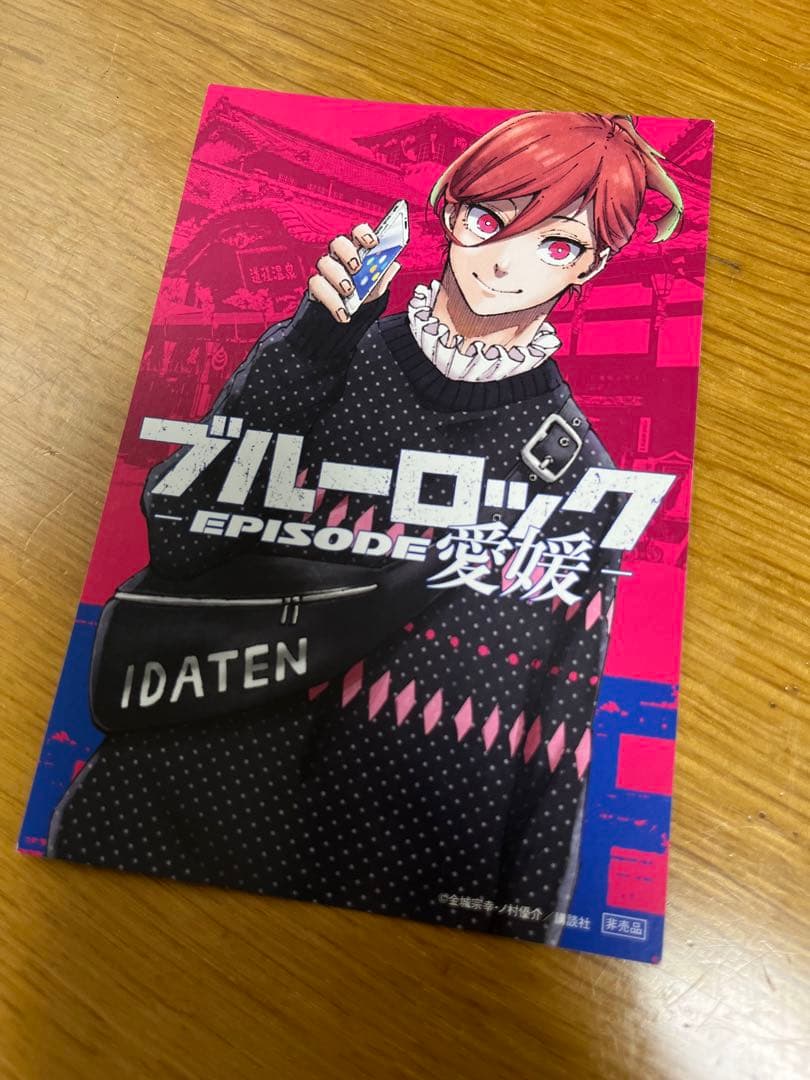 道後温泉
ブルーロック
-EPISODE 愛媛-
IDATEN
©金城宗幸・ノ村優介／講談社
非売品